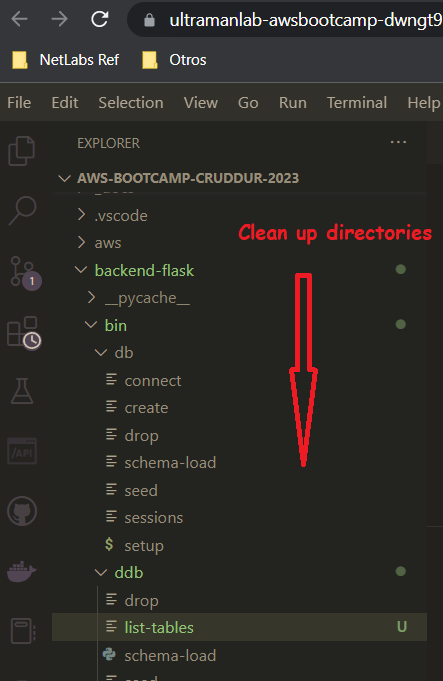 ultramanlab-awsbootcamp-dwngt9
NetLabs Ref Otros
File Edit Selection View Go Run Terminal Help
EXPLORER ...
AWS-BOOTCAMP-CRUDDUR-2023
.vscode
aws
Clean up directories
backend-flask
__pycache__
bin
db
connect
create
drop
schema-load
seed
sessions
$ setup
ddb
drop
list-tables U
schema-load
seed
1
/API